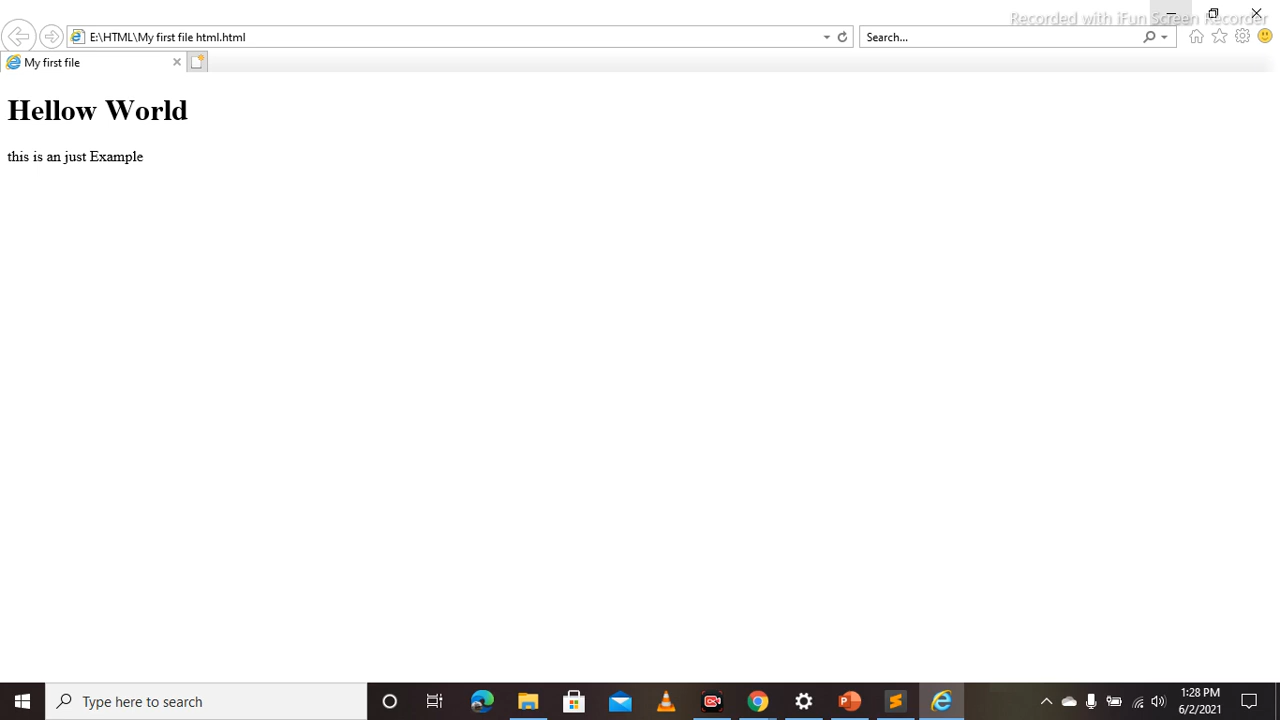 Recorded with iFun Screen Recorder
E:\HTML\My first file html.html
Search...
My first file
Hellow World
this is an just Example
Type here to search
1:28 PM
6/2/2021